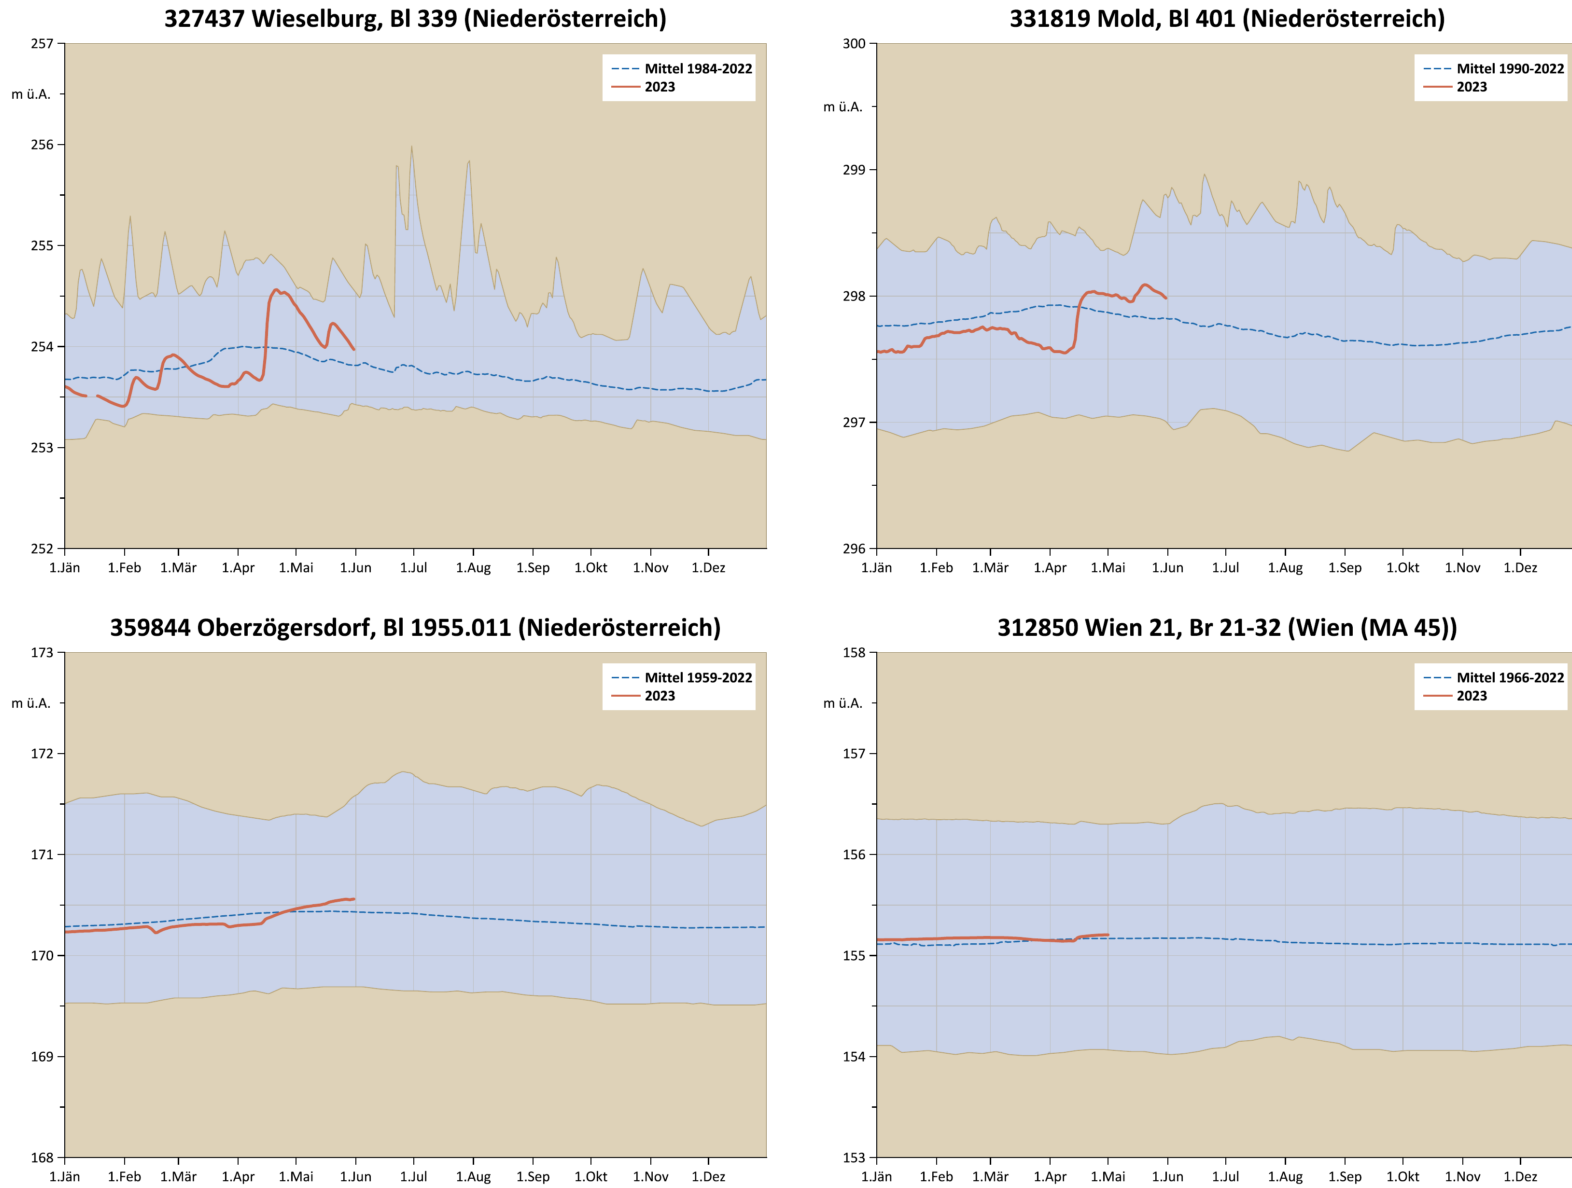 327437 Wieselburg, Bl 339 (Niederösterreich)
257
m ü.A.
256
255
254
253
252
Mittel 1984-2022
2023
1.Jän 1.Feb 1.Mär 1.Apr 1.Mai 1.Jun 1.Jul 1.Aug 1.Sep 1.Okt 1.Nov 1.Dez
331819 Mold, Bl 401 (Niederösterreich)
300
m ü.A.
299
298
297
296
Mittel 1990-2022
2023
1.Jän 1.Feb 1.Mär 1.Apr 1.Mai 1.Jun 1.Jul 1.Aug 1.Sep 1.Okt 1.Nov 1.Dez
359844 Oberzögersdorf, Bl 1955.011 (Niederösterreich)
173
m ü.A.
172
171
170
169
168
Mittel 1959-2022
2023
1.Jän 1.Feb 1.Mär 1.Apr 1.Mai 1.Jun 1.Jul 1.Aug 1.Sep 1.Okt 1.Nov 1.Dez
312850 Wien 21, Br 21-32 (Wien (MA 45))
158
m ü.A.
157
156
155
154
153
Mittel 1966-2022
2023
1.Jän 1.Feb 1.Mär 1.Apr 1.Mai 1.Jun 1.Jul 1.Aug 1.Sep 1.Okt 1.Nov 1.Dez